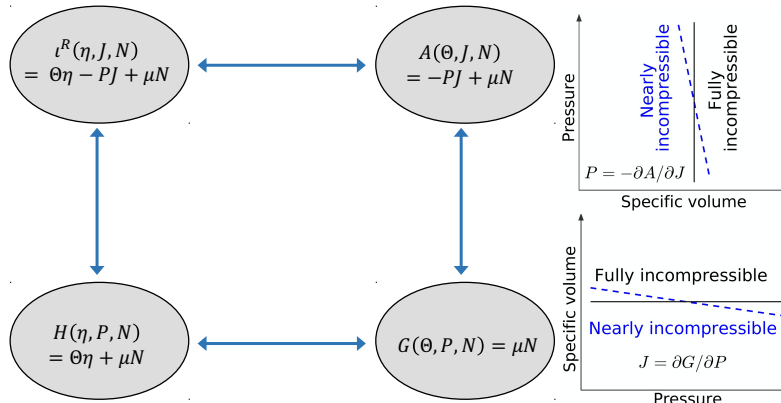 ι^R(η, J, N)
= Θη − PJ + μN
A(Θ, J, N)
= −PJ + μN
H(η, P, N)
= Θη + μN
G(Θ, P, N) = μN
Pressure
Nearly
incompressible
Fully
incompressible
P = −∂A/∂J
Specific volume
Specific volume
Fully incompressible
Nearly incompressible
J = ∂G/∂P
Pressure